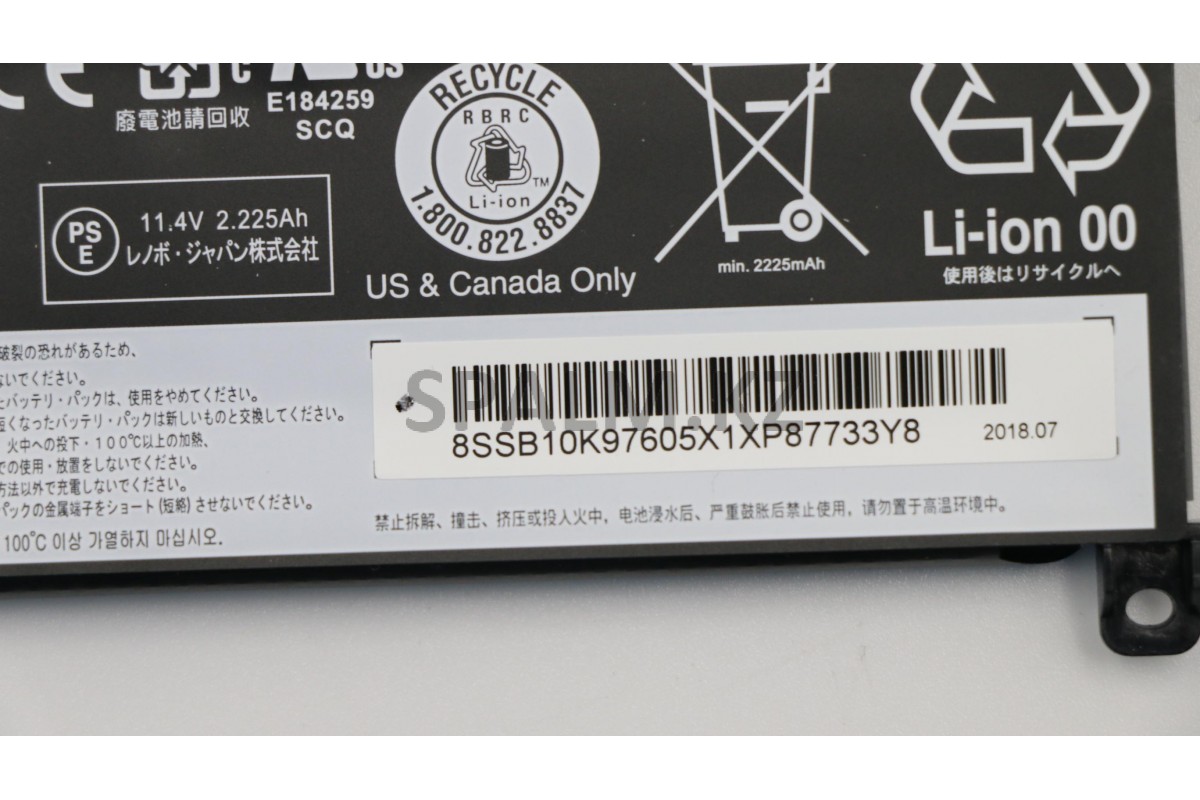 廢電池請回收
E184259
SCQ
RECYCLE
RBRC
Li-ion
TM
1.800.822.8837
US & Canada Only
min. 2225mAh
Li-ion 00
使用後はリサイクルへ
PS
E
11.4V 2.225Ah
レノボ・ジャパン株式会社
破裂の恐れがあるため、
ないでください。
たバッテリ・パックは、使用をやめてください。
短くなったバッテリ・パックは新しいものと交換してください。
火中への投下・100℃以上の加熱、
での使用・放置をしないでください。
方法以外で充電しないでください。
パックの金属端子をショート(短絡)させないでください。
100℃ 이상 가열하지 마십시오.
SPALM.KZ
8SSB10K97605X1XP87733Y8
2018.07
禁止拆解、撞击、挤压或投入火中，电池浸水后、严重鼓胀后禁止使用，请勿置于高温环境中。